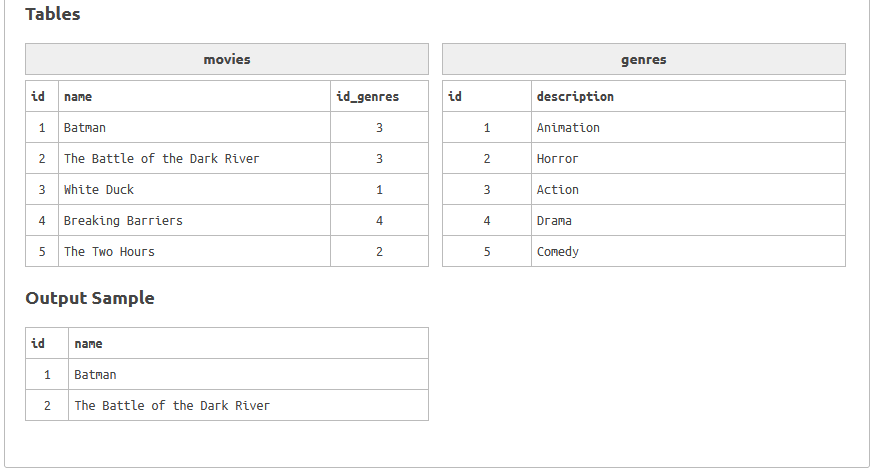 Tables
movies
id name id_genres
1 Batman 3
2 The Battle of the Dark River 3
3 White Duck 1
4 Breaking Barriers 4
5 The Two Hours 2
genres
id description
1 Animation
2 Horror
3 Action
4 Drama
5 Comedy
Output Sample
id name
1 Batman
2 The Battle of the Dark River